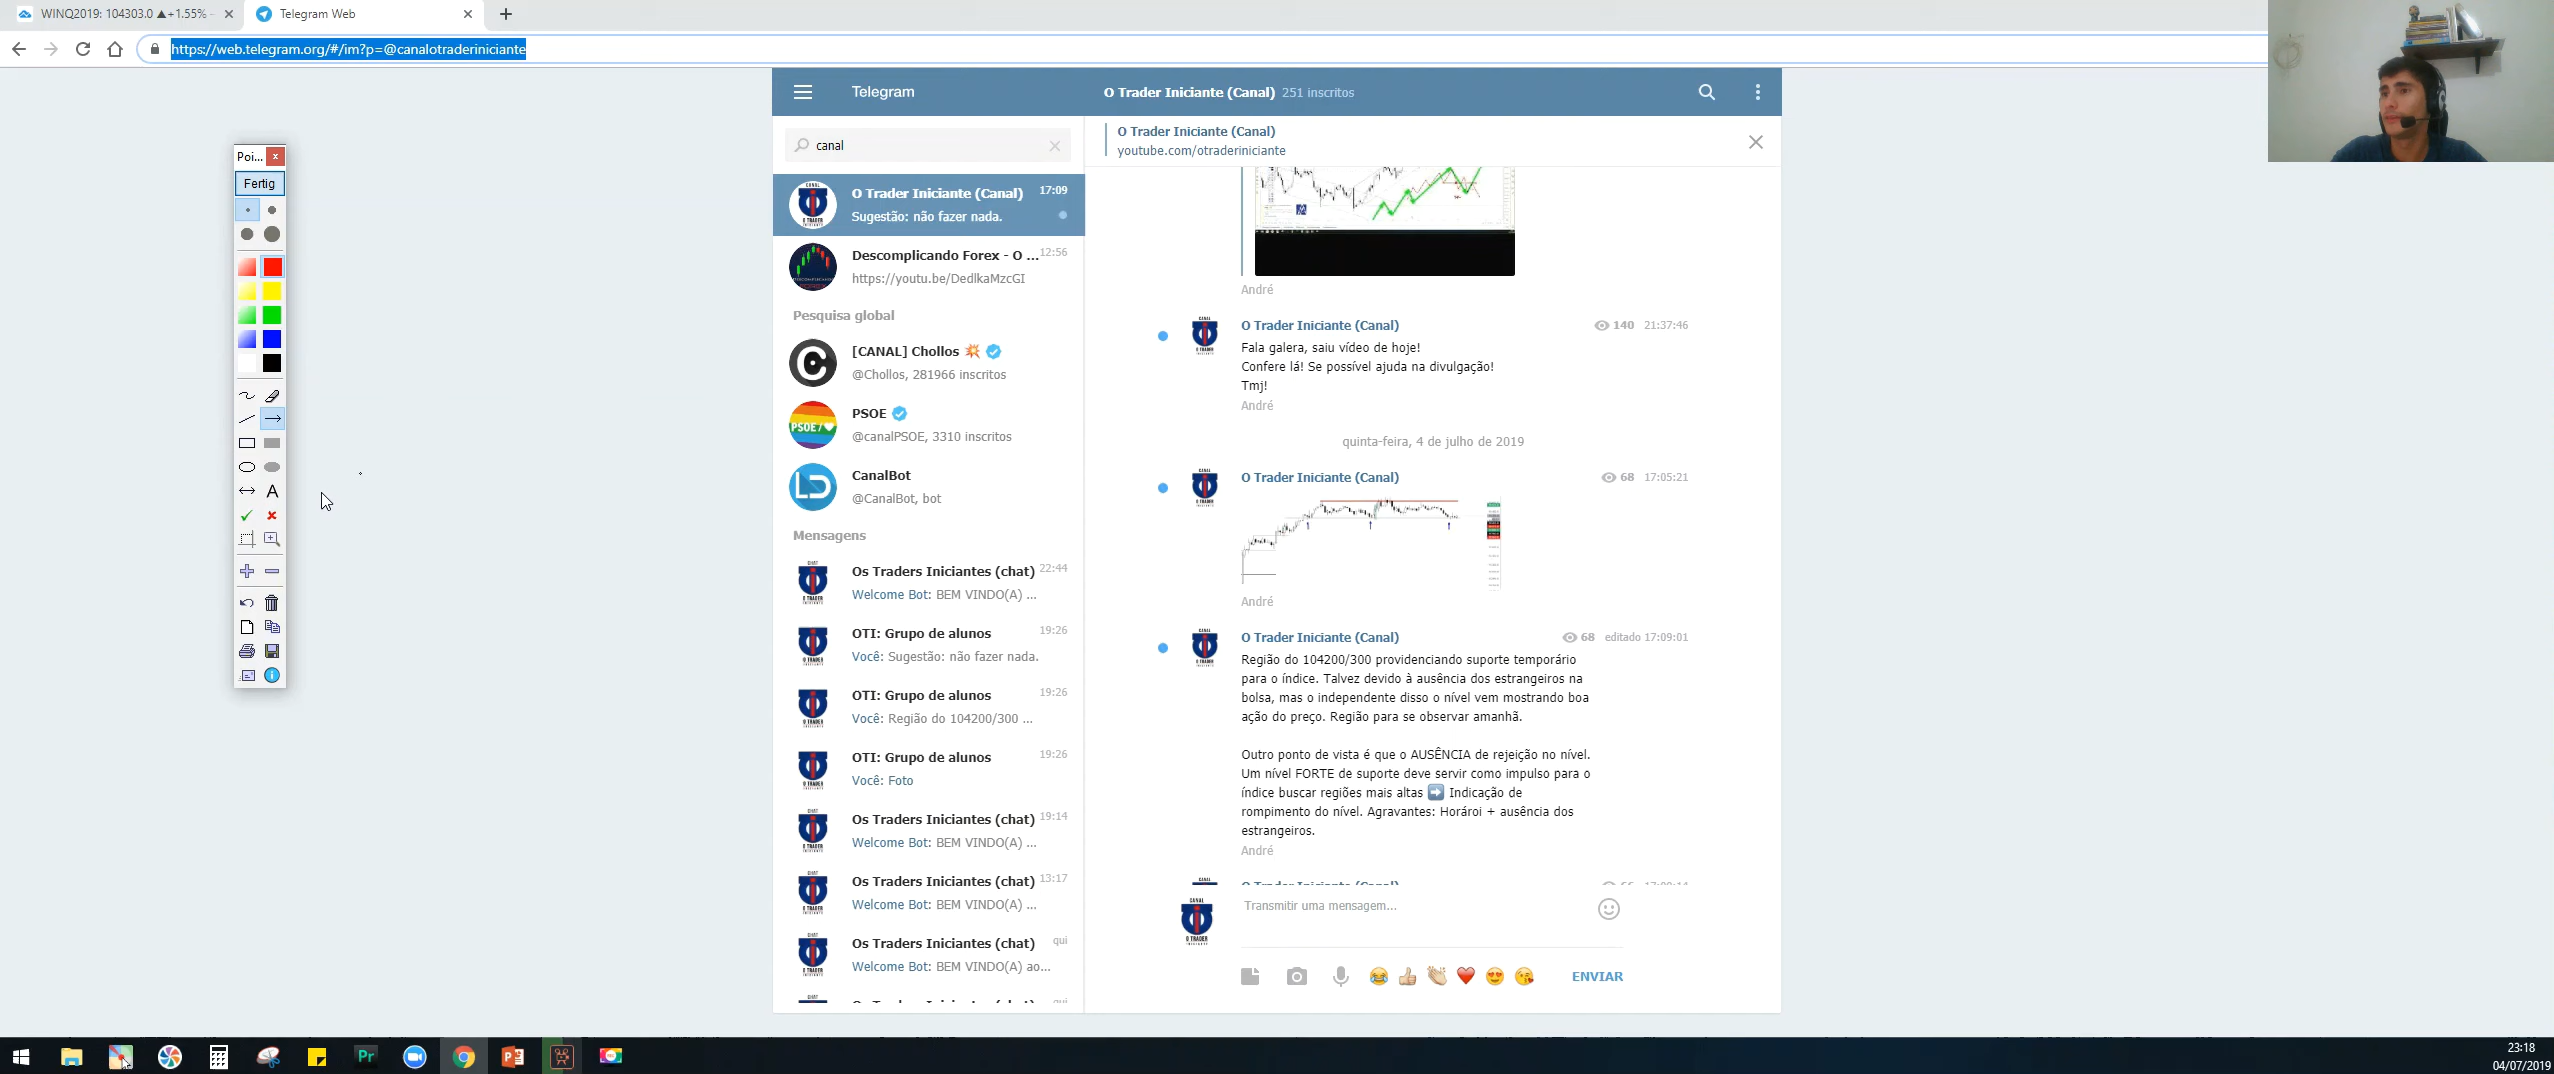 WINQ2019: 104303.0 ▲+1.55% -
Telegram Web
https://web.telegram.org/#/im?p=@canalotraderiniciante
Poi...
Fertig
Telegram
O Trader Iniciante (Canal) 251 inscritos
canal
O Trader Iniciante (Canal) 17:09
Sugestão: não fazer nada.
Descomplicando Forex - O ... 12:56
https://youtu.be/DedlkaMzcGI
Pesquisa global
[CANAL] Chollos 💥
@Chollos, 281966 inscritos
PSOE
@canalPSOE, 3310 inscritos
CanalBot
@CanalBot, bot
Mensagens
Os Traders Iniciantes (chat) 22:44
Welcome Bot: BEM VINDO(A) ...
OTI: Grupo de alunos 19:26
Você: Sugestão: não fazer nada.
OTI: Grupo de alunos 19:26
Você: Região do 104200/300 ...
OTI: Grupo de alunos 19:26
Você: Foto
Os Traders Iniciantes (chat) 19:14
Welcome Bot: BEM VINDO(A) ...
Os Traders Iniciantes (chat) 13:17
Welcome Bot: BEM VINDO(A) ...
Os Traders Iniciantes (chat) qui
Welcome Bot: BEM VINDO(A) ao...
O Trader Iniciante (Canal)
youtube.com/otraderiniciante
André
O Trader Iniciante (Canal) 140 21:37:46
Fala galera, saiu vídeo de hoje!
Confere lá! Se possível ajuda na divulgação!
Tmj!
André
quinta-feira, 4 de julho de 2019
O Trader Iniciante (Canal) 68 17:05:21
André
O Trader Iniciante (Canal) 68 editado 17:09:01
Região do 104200/300 providenciando suporte temporário
para o índice. Talvez devido à ausência dos estrangeiros na
bolsa, mas o independente disso o nível vem mostrando boa
ação do preço. Região para se observar amanhã.
Outro ponto de vista é que o AUSÊNCIA de rejeição no nível.
Um nível FORTE de suporte deve servir como impulso para o
índice buscar regiões mais altas ➡️ Indicação de
rompimento do nível. Agravantes: Horároi + ausência dos
estrangeiros.
André
Transmitir uma mensagem...
ENVIAR
23:18
04/07/2019